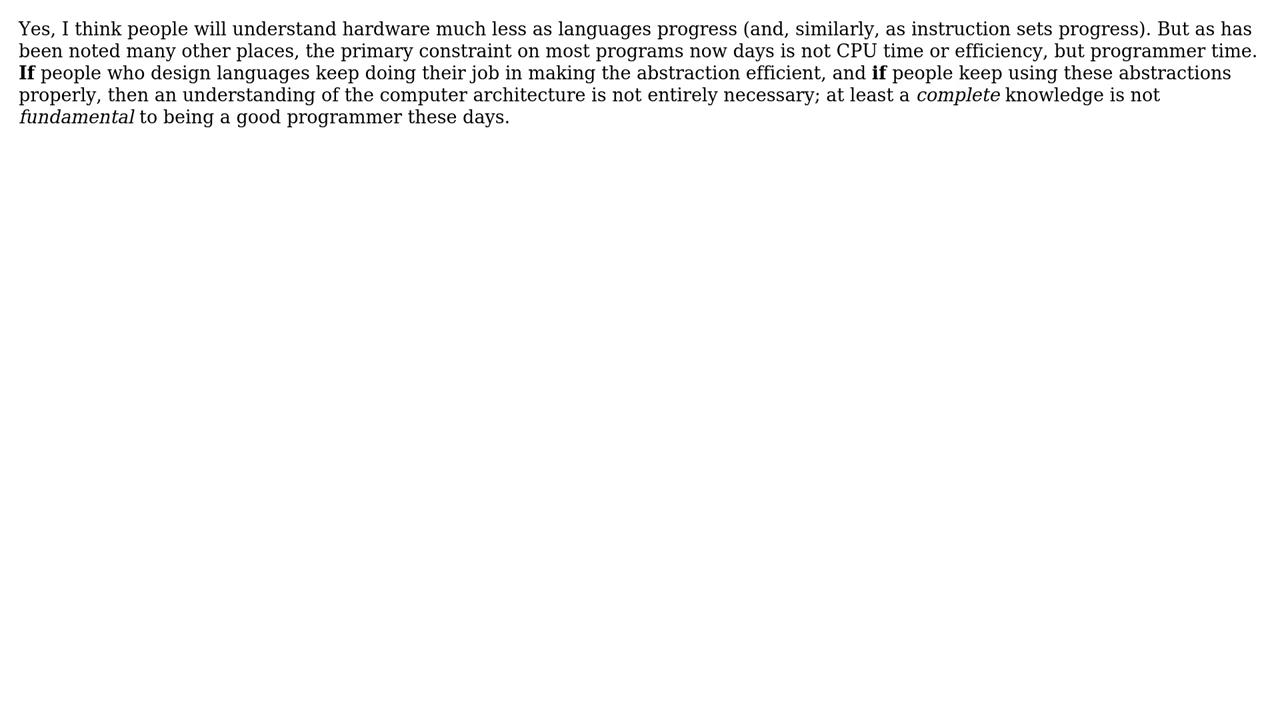 Yes, I think people will understand hardware much less as languages progress (and, similarly, as instruction sets progress). But as has
been noted many other places, the primary constraint on most programs now days is not CPU time or efficiency, but programmer time.
If people who design languages keep doing their job in making the abstraction efficient, and if people keep using these abstractions
properly, then an understanding of the computer architecture is not entirely necessary; at least a complete knowledge is not
fundamental to being a good programmer these days.